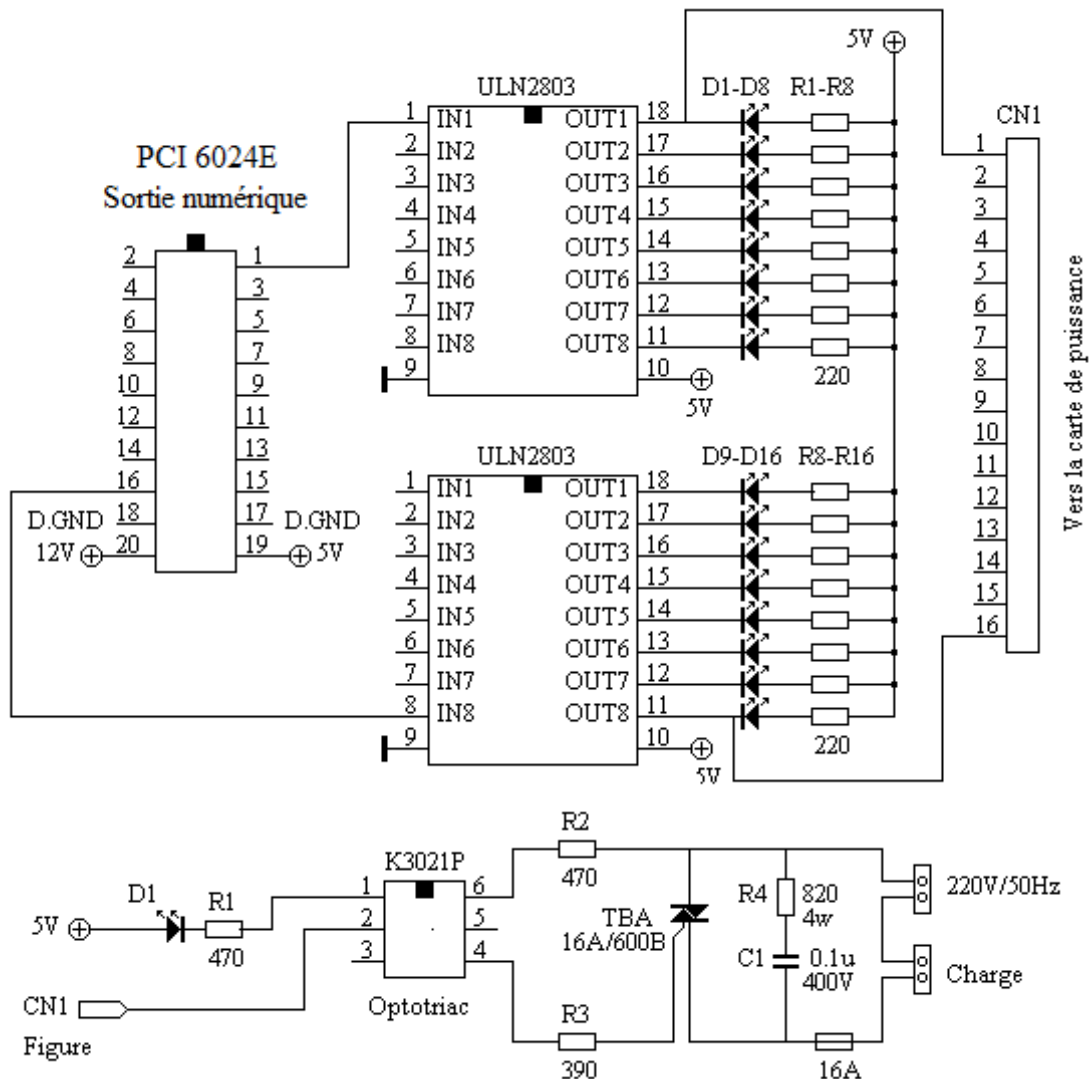 5V
ULN2803
D1-D8 R1-R8
CN1
PCI 6024E
Sortie numérique
1 IN1 OUT1 18
2 IN2 OUT2 17
3 IN3 OUT3 16
4 IN4 OUT4 15
5 IN5 OUT5 14
6 IN6 OUT6 13
7 IN7 OUT7 12
8 IN8 OUT8 11
9 10
5V
220
2 1
4 3
6 5
8 7
10 9
12 11
14 13
16 15
D.GND 18 17 D.GND
12V 20 19 5V
1
2
3
4
5
6
7
8
9
10
11
12
13
14
15
16
Vers la carte de puissance
ULN2803
D9-D16 R8-R16
1 IN1 OUT1 18
2 IN2 OUT2 17
3 IN3 OUT3 16
4 IN4 OUT4 15
5 IN5 OUT5 14
6 IN6 OUT6 13
7 IN7 OUT7 12
8 IN8 OUT8 11
9 10
5V
220
K3021P
D1
R1
5V
470
1 6
2 5
3 4
Optotriac
CN1
Figure
R2
470
TBA
16A/600B
R3
390
R4 820
4w
C1 0.1u
400V
16A
220V/50Hz
Charge